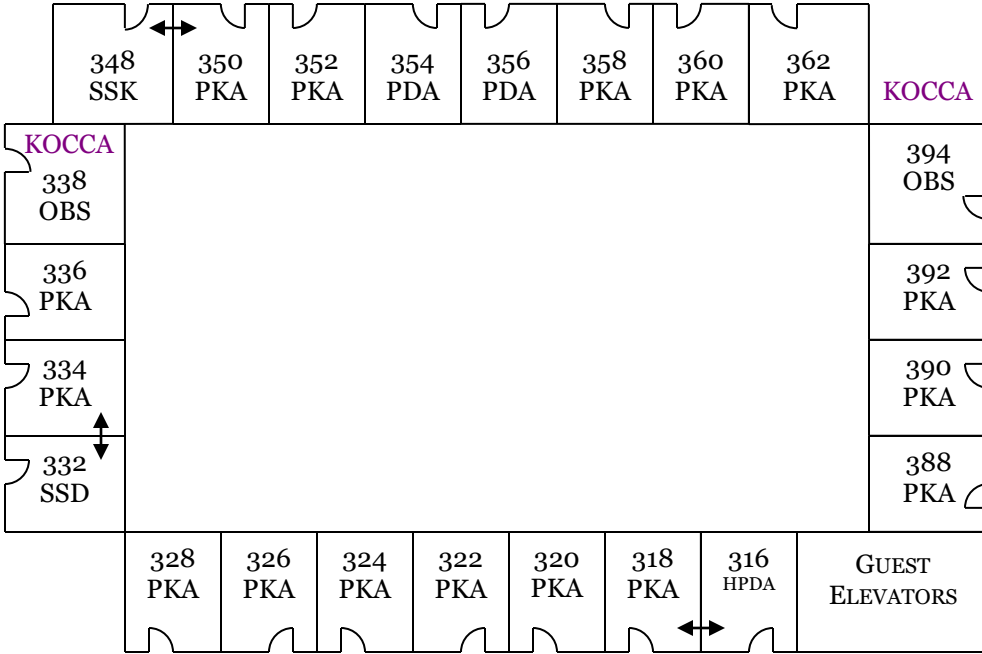 348
SSK
350
PKA
352
PKA
354
PDA
356
PDA
358
PKA
360
PKA
362
PKA
KOCCA
KOCCA
338
OBS
394
OBS
336
PKA
392
PKA
334
PKA
390
PKA
332
SSD
388
PKA
328
PKA
326
PKA
324
PKA
322
PKA
320
PKA
318
PKA
316
HPDA
GUEST
ELEVATORS